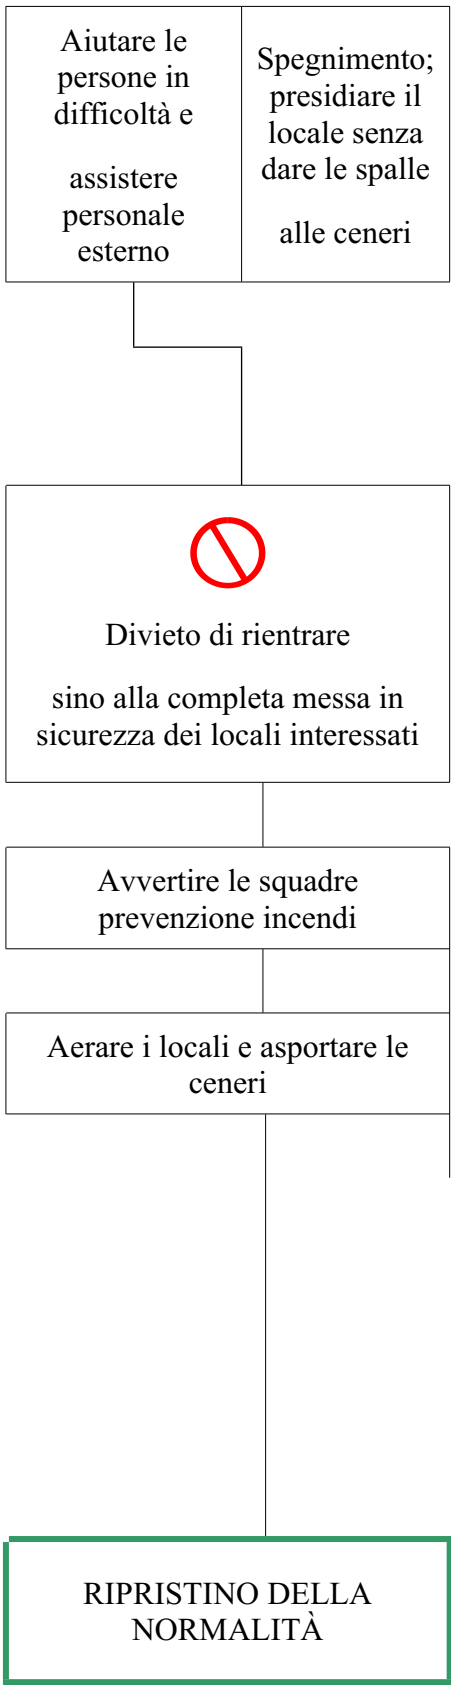 Aiutare le
persone in
difficoltà e
assistere
personale
esterno
Spegnimento;
presidiare il
locale senza
dare le spalle
alle ceneri
Divieto di rientrare
sino alla completa messa in
sicurezza dei locali interessati
Avvertire le squadre
prevenzione incendi
Aerare i locali e asportare le
ceneri
RIPRISTINO DELLA
NORMALITÀ